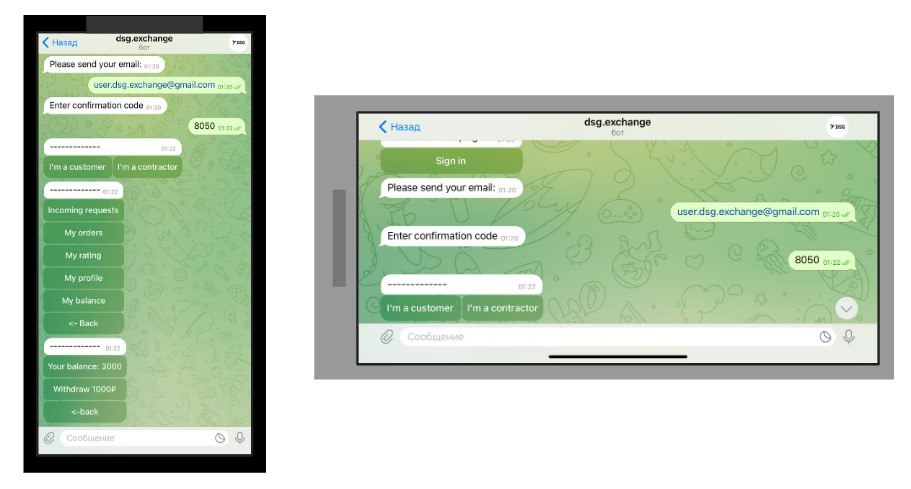 Назад
dsg.exchange
бот
DSG
Please send your email: 01:20
user.dsg.exchange@gmail.com 01:20
Enter confirmation code 01:20
8050 01:22
------------- 01:22
I'm a customer I'm a contractor
------------- 01:22
Incoming requests
My orders
My rating
My profile
My balance
<- Back
------------- 01:22
Your balance: 3000
Withdraw 1000₽
<-back
Сообщение
Назад
dsg.exchange
бот
DSG
Sign in
Please send your email: 01:20
user.dsg.exchange@gmail.com 01:20
Enter confirmation code 01:20
8050 01:22
------------- 01:22
I'm a customer I'm a contractor
Сообщение